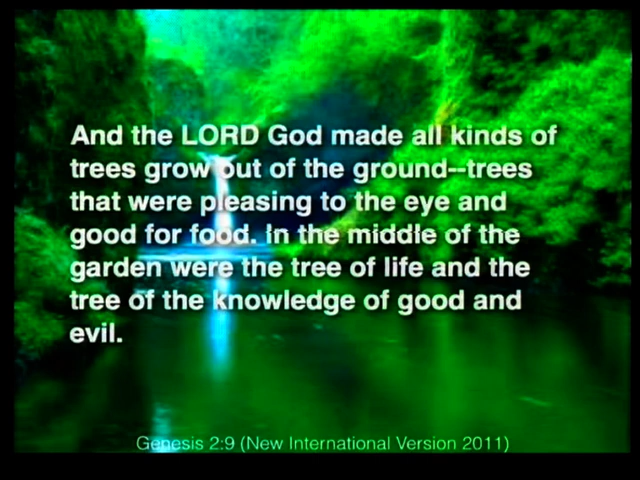 And the LORD God made all kinds of
trees grow out of the ground--trees
that were pleasing to the eye and
good for food. In the middle of the
garden were the tree of life and the
tree of the knowledge of good and
evil.
Genesis 2:9 (New International Version 2011)